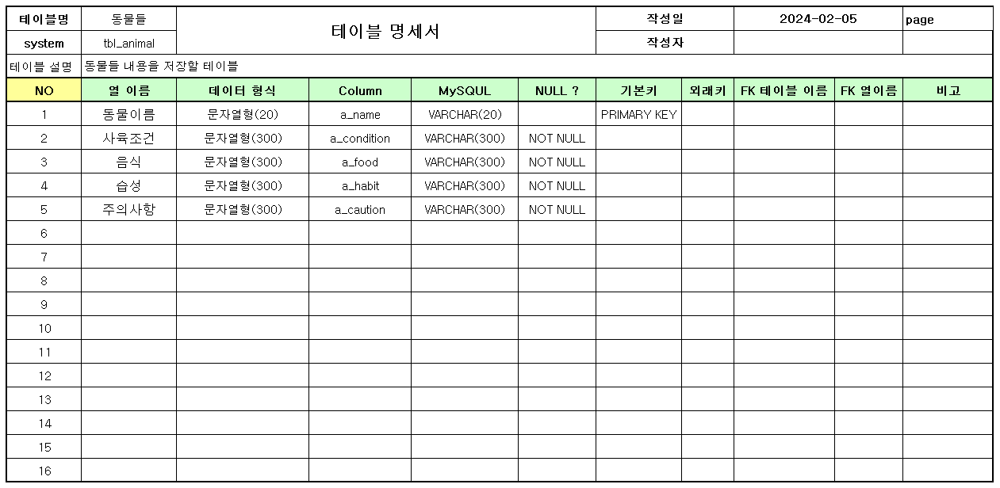 테이블명 동물들 테이블 명세서 작성일 2024-02-05 page
system tbl_animal 작성자
테이블 설명 동물들 내용을 저장할 테이블
NO 열 이름 데이터 형식 Column MySQUL NULL ? 기본키 외래키 FK 테이블 이름 FK 열이름 비고
1 동물이름 문자열형(20) a_name VARCHAR(20) PRIMARY KEY
2 사육조건 문자열형(300) a_condition VARCHAR(300) NOT NULL
3 음식 문자열형(300) a_food VARCHAR(300) NOT NULL
4 습성 문자열형(300) a_habit VARCHAR(300) NOT NULL
5 주의사항 문자열형(300) a_caution VARCHAR(300) NOT NULL
6
7
8
9
10
11
12
13
14
15
16